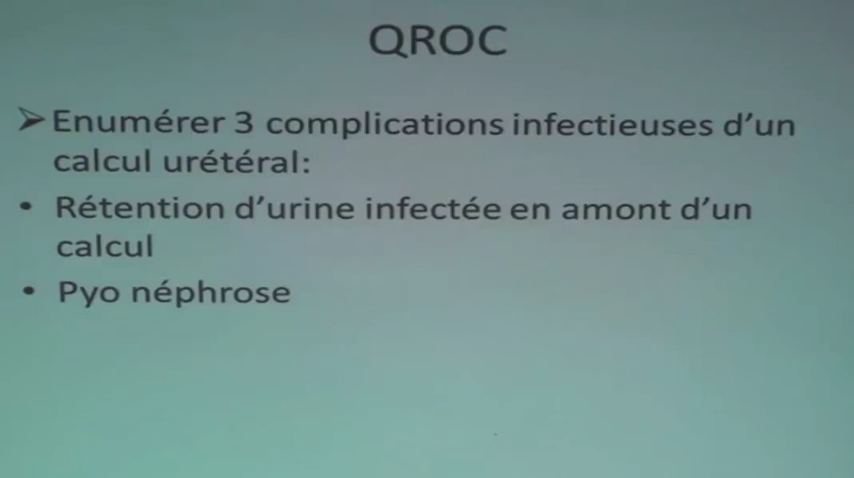 QROC
➢Enumérer 3 complications infectieuses d'un
calcul urétéral:
• Rétention d'urine infectée en amont d'un
calcul
• Pyo néphrose